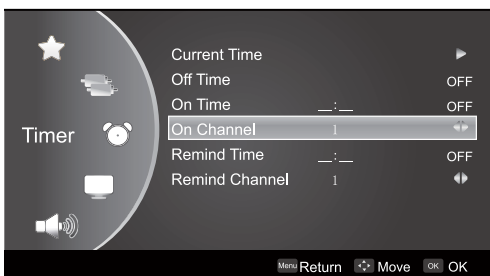 Current Time
Off Time OFF
On Time __:__ OFF
Timer
On Channel 1
Remind Time __:__ OFF
Remind Channel 1
Menu Return Move OK OK